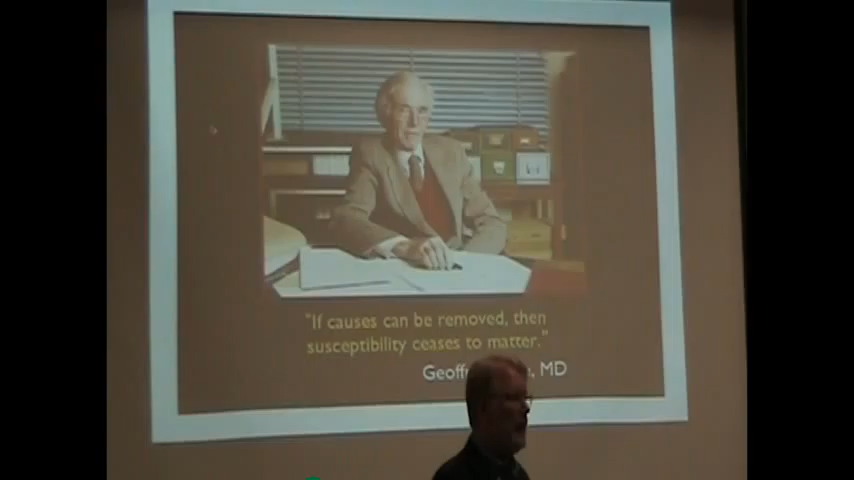 "If causes can be removed, then
susceptibility ceases to matter."
MD